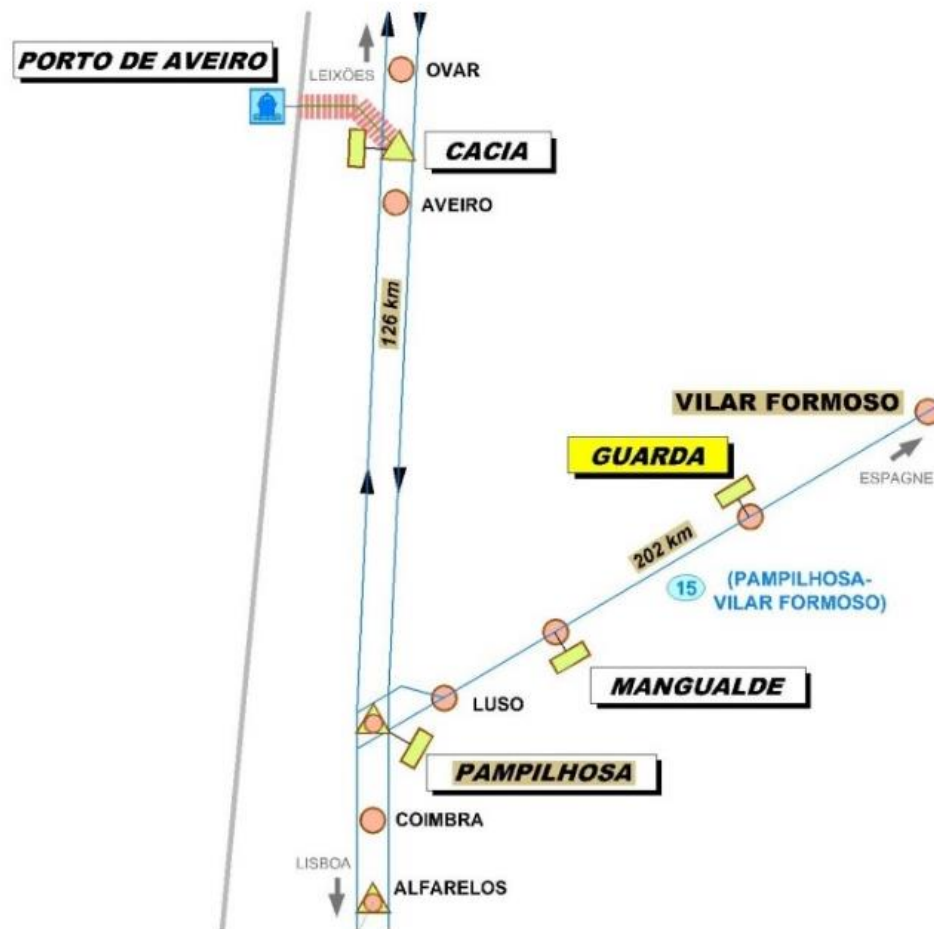 PORTO DE AVEIRO
LEIXÕES
OVAR
CACIA
AVEIRO
126 km
VILAR FORMOSO
GUARDA
ESPAGNE
202 km
15
(PAMPILHOSA-
VILAR FORMOSO)
MANGUALDE
LUSO
PAMPILHOSA
COIMBRA
LISBOA
ALFARELOS